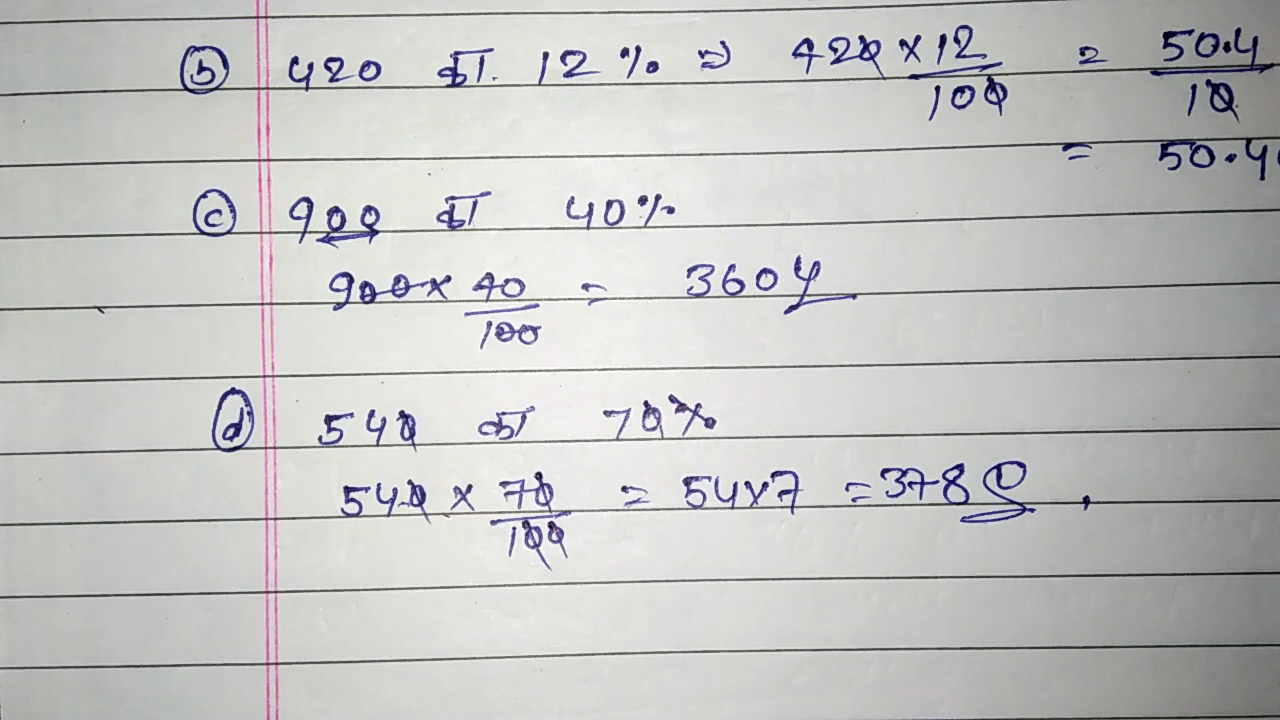 (b) 420 का. 12 % ⇒ 420 × 12 / 100 = 50.4 / 10
= 50.4
(c) 900 का 40%
900 × 40 / 100 = 360
(d) 540 का 70%
540 × 70 / 100 = 54×7 = 378